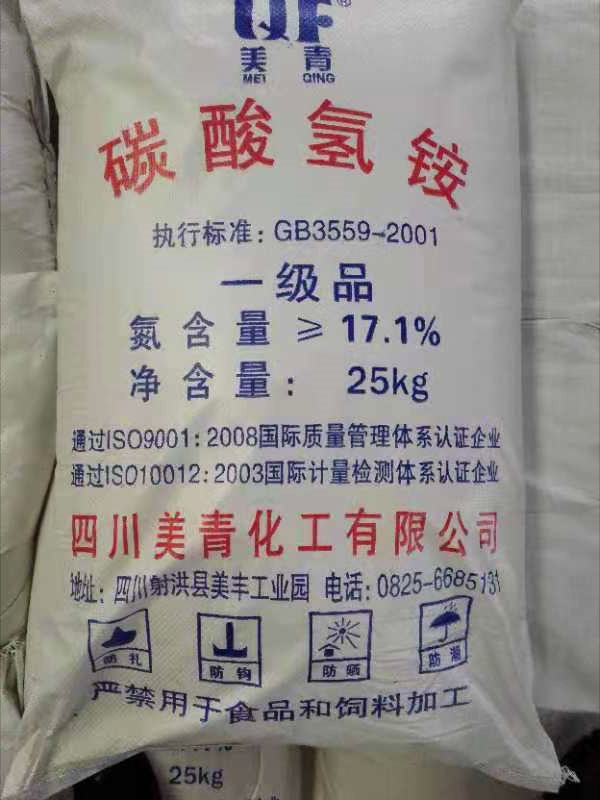 QF®
美青
MEI QING
碳酸氢铵
执行标准：GB3559-2001
一级品
氮含量≥17.1%
净含量：25kg
通过ISO9001：2008国际质量管理体系认证企业
通过ISO10012：2003国际计量检测体系认证企业
四川美青化工有限公司
地址：四川射洪县美丰工业园 电话：0825-6685131
防扎 防钩 防晒 防潮
严禁用于食品和饲料加工
25kg